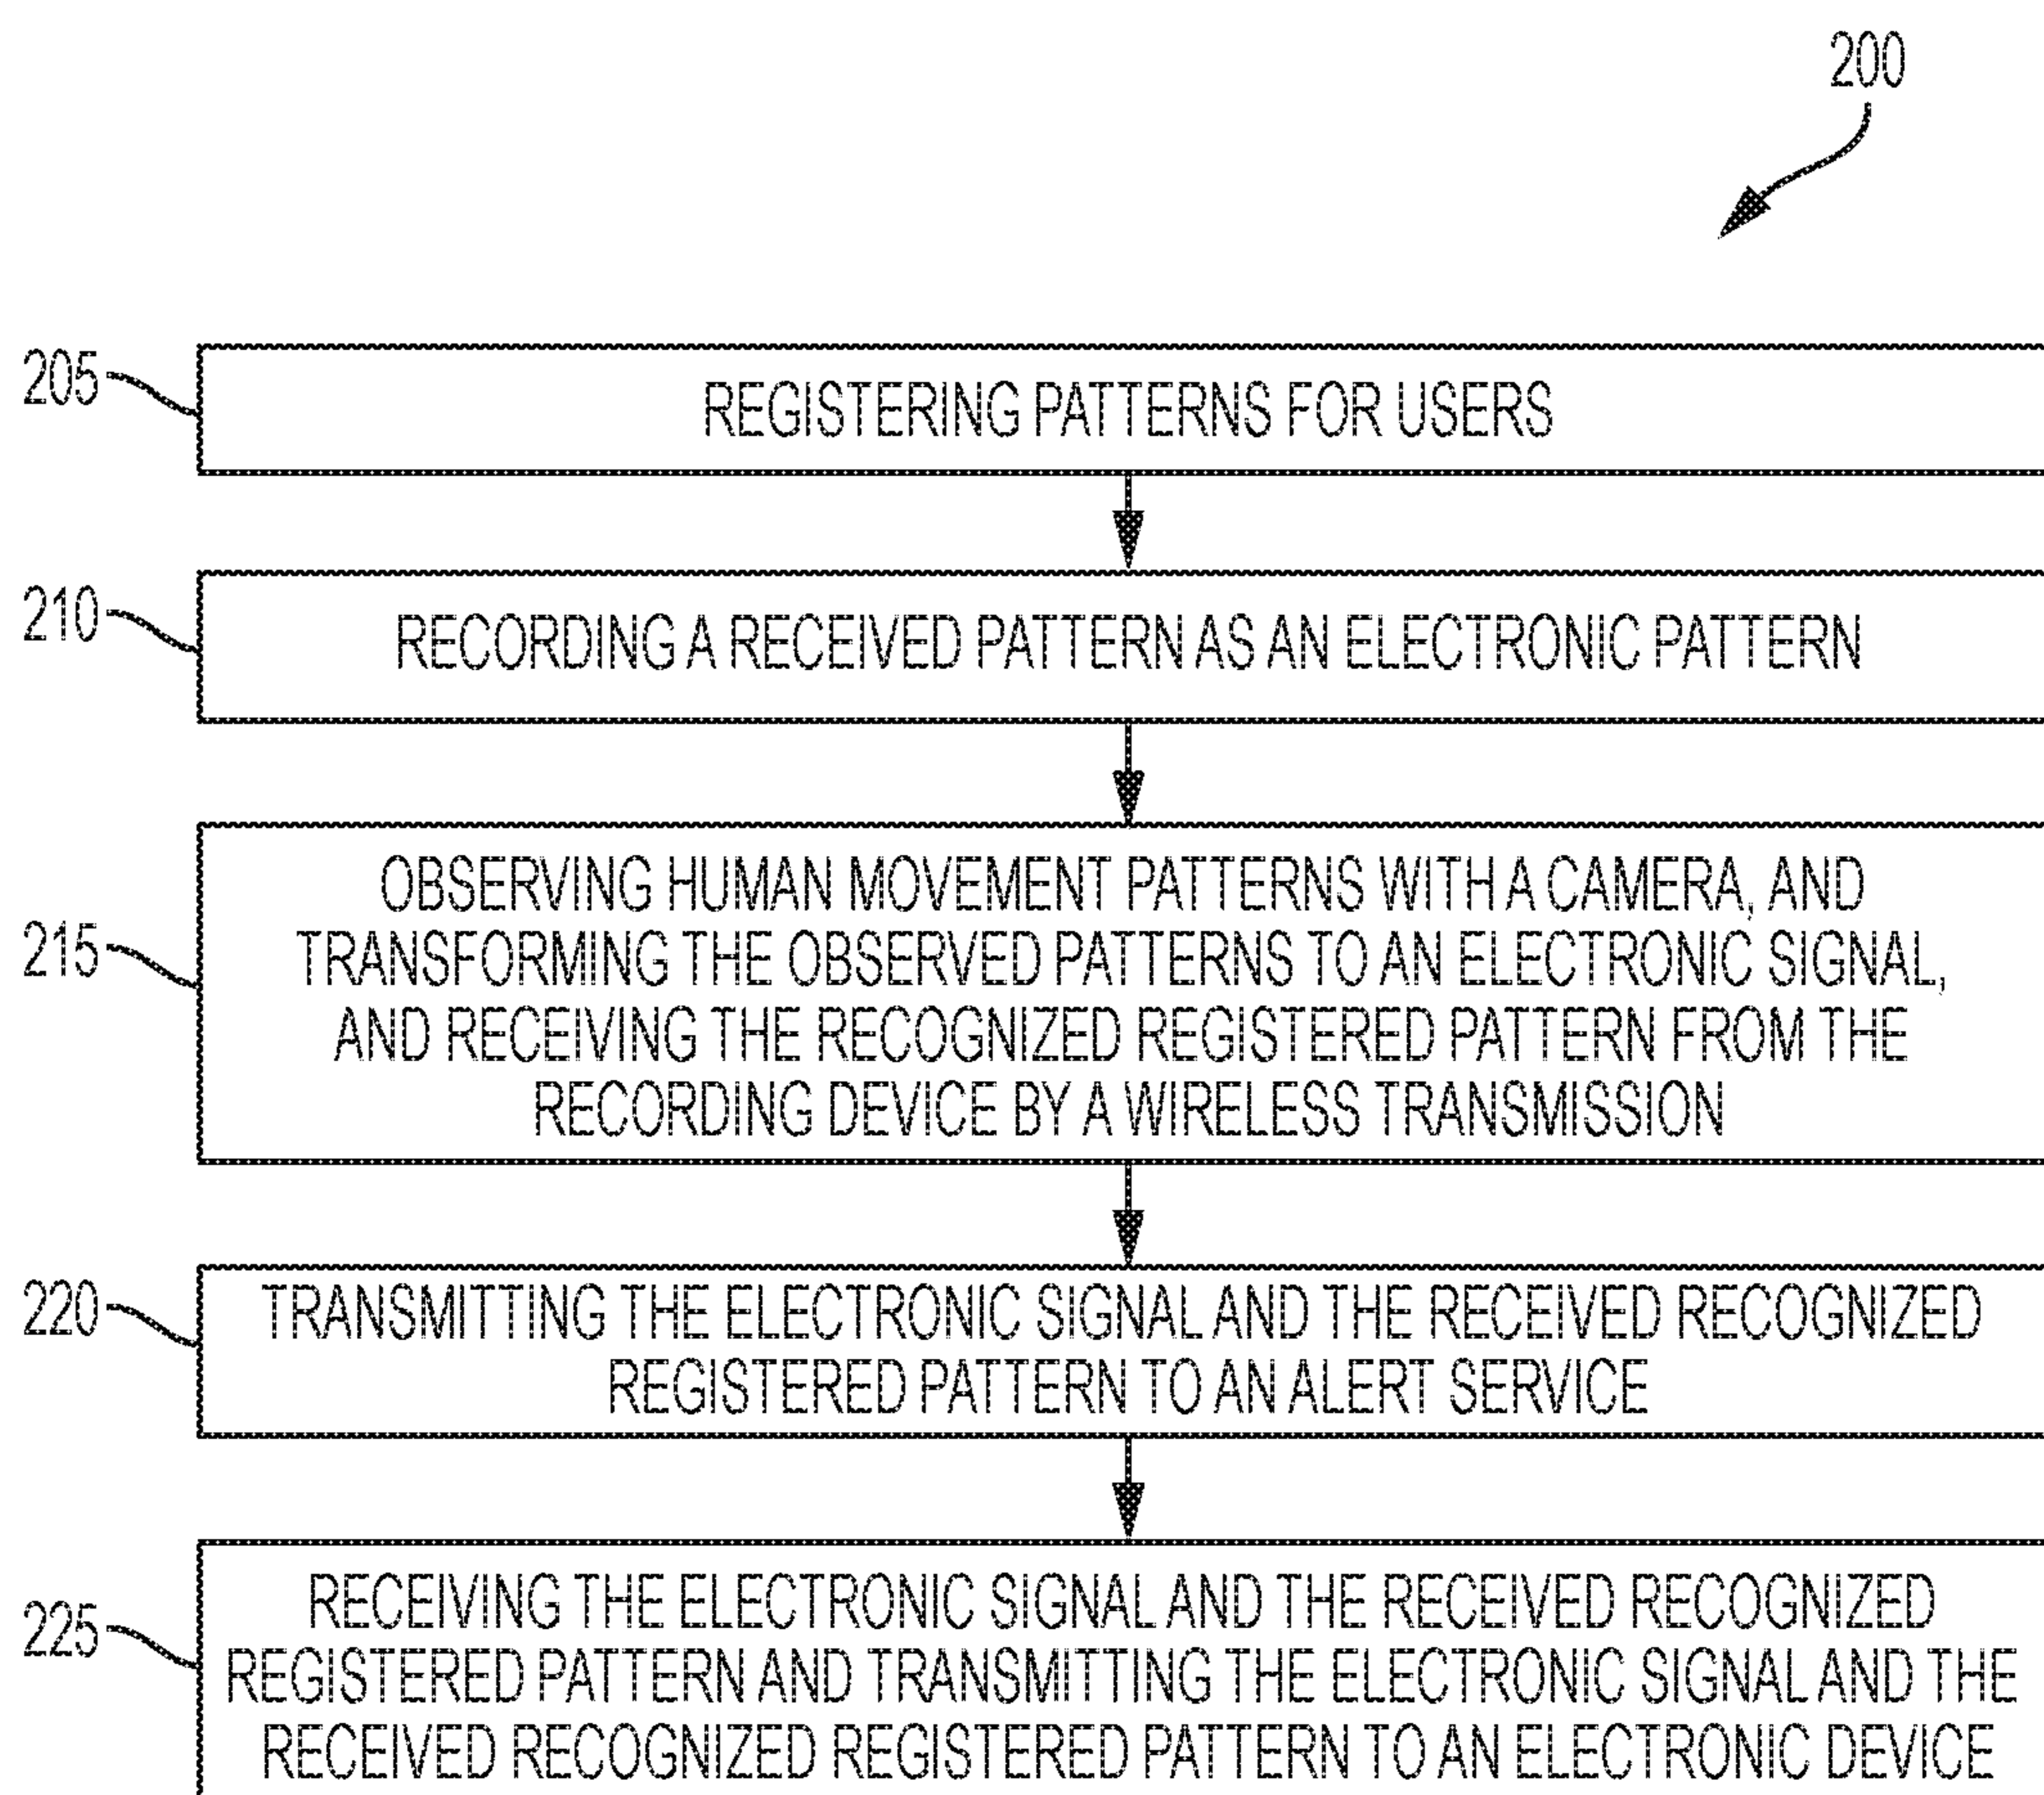 200
205
REGISTERING PATTERNS FOR USERS
210
RECORDING A RECEIVED PATTERN AS AN ELECTRONIC PATTERN
215
OBSERVING HUMAN MOVEMENT PATTERNS WITH A CAMERA, AND
TRANSFORMING THE OBSERVED PATTERNS TO AN ELECTRONIC SIGNAL,
AND RECEIVING THE RECOGNIZED REGISTERED PATTERN FROM THE
RECORDING DEVICE BY A WIRELESS TRANSMISSION
220
TRANSMITTING THE ELECTRONIC SIGNAL AND THE RECEIVED RECOGNIZED
REGISTERED PATTERN TO AN ALERT SERVICE
225
RECEIVING THE ELECTRONIC SIGNAL AND THE RECEIVED RECOGNIZED
REGISTERED PATTERN AND TRANSMITTING THE ELECTRONIC SIGNAL AND THE
RECEIVED RECOGNIZED REGISTERED PATTERN TO AN ELECTRONIC DEVICE